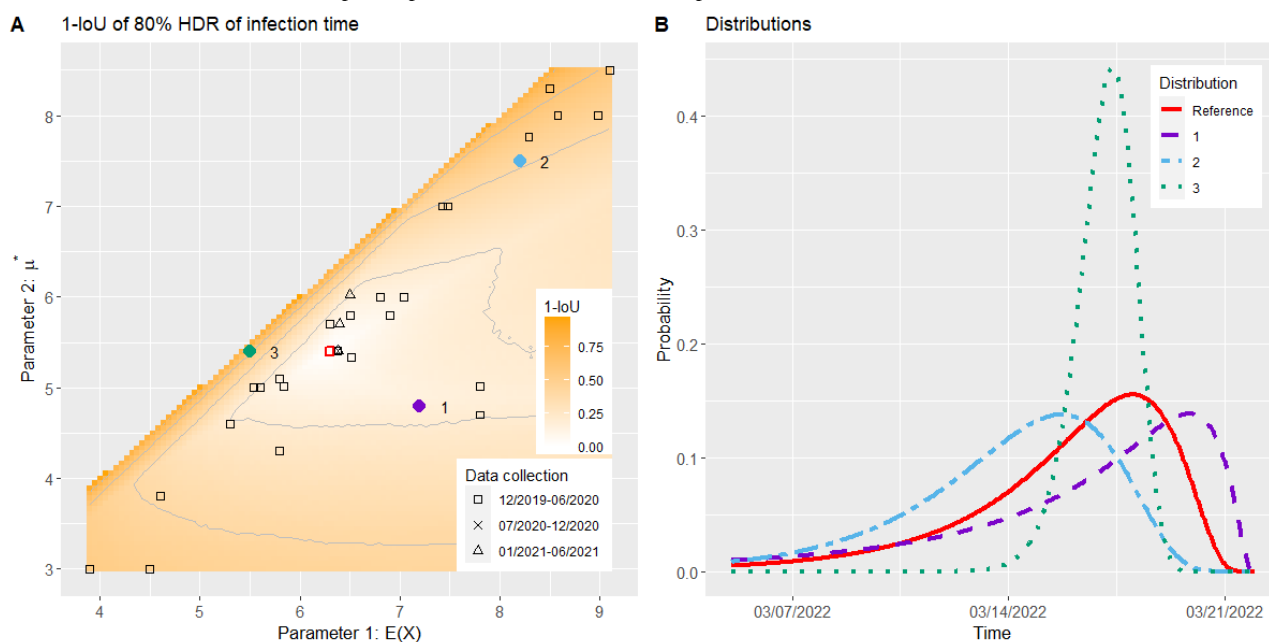 A 1-IoU of 80% HDR of infection time
8
7
6
5
4
3
Parameter 2: μ*
4 5 6 7 8 9
Parameter 1: E(X)
1
2
3
1-IoU
0.75
0.50
0.25
0.00
Data collection
12/2019-06/2020
07/2020-12/2020
01/2021-06/2021
B Distributions
0.4
0.3
0.2
0.1
0.0
Probability
03/07/2022 03/14/2022 03/21/2022
Time
Distribution
Reference
1
2
3